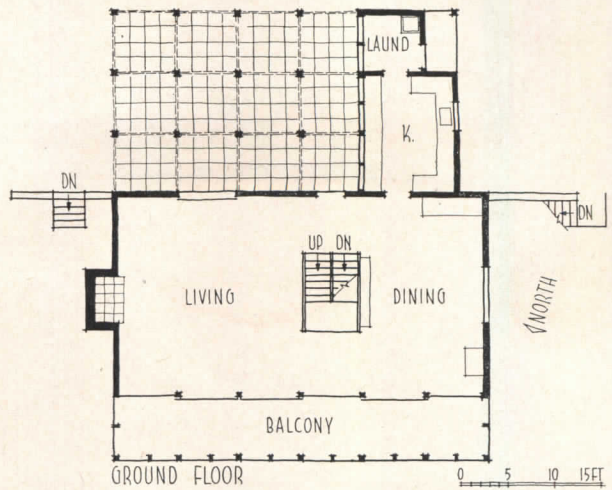 LAUND
K.
DN
DN
UP DN
LIVING
DINING
NORTH
BALCONY
GROUND FLOOR
0 5 10 15FT